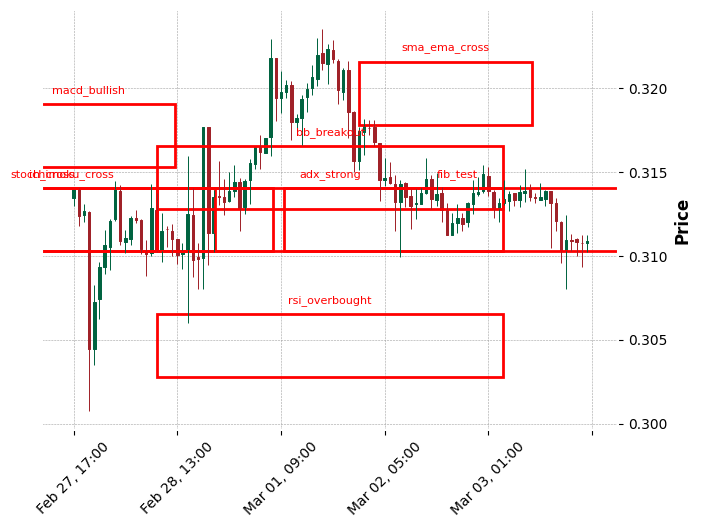 sma_ema_cross
macd_bullish
bb_breakout
ichimoku_cross
adx_strong
fib_test
rsi_overbought
0.320
0.315
0.310
0.305
0.300
Price
Feb 27, 17:00
Feb 28, 13:00
Mar 01, 09:00
Mar 02, 05:00
Mar 03, 01:00